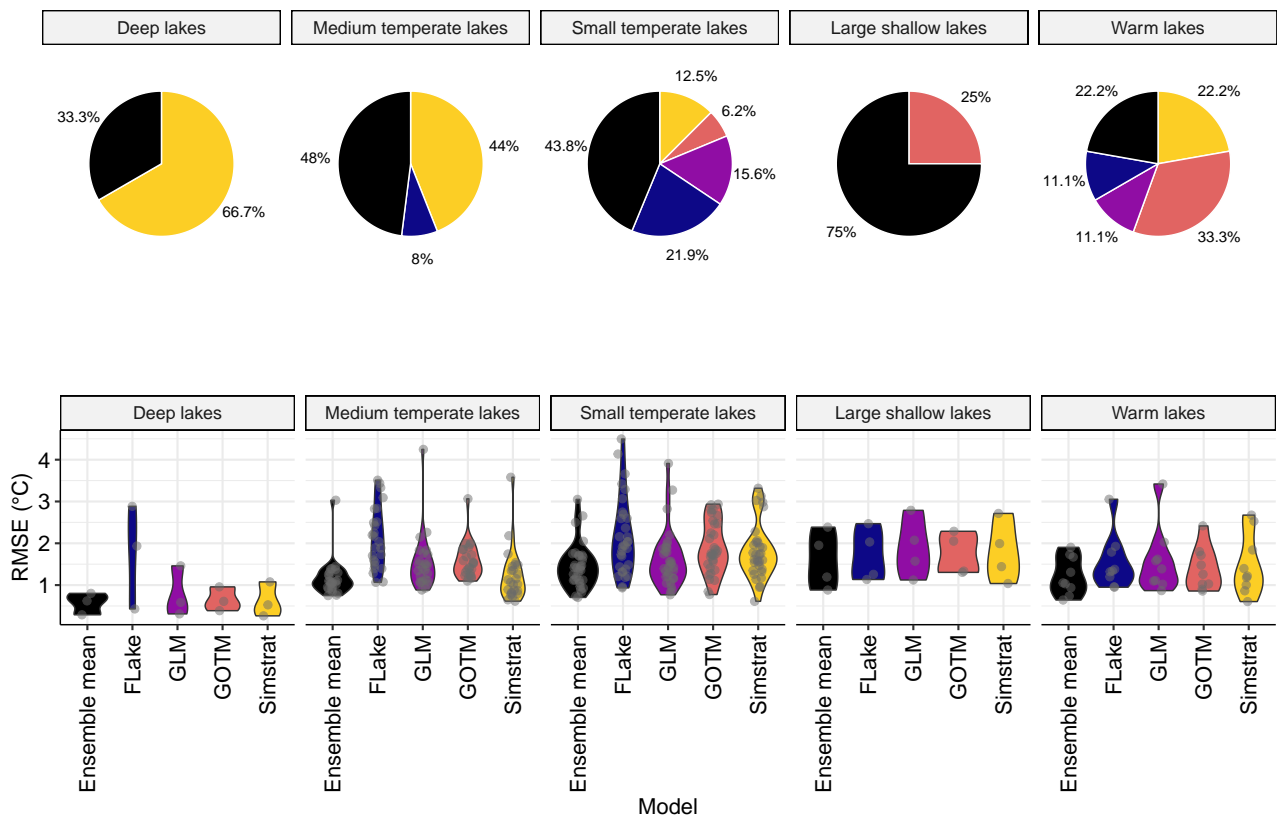 Deep lakes
Medium temperate lakes
Small temperate lakes
Large shallow lakes
Warm lakes
33.3%
66.7%
48%
44%
8%
12.5%
6.2%
43.8%
15.6%
21.9%
25%
75%
22.2%
22.2%
11.1%
11.1%
33.3%
Deep lakes
Medium temperate lakes
Small temperate lakes
Large shallow lakes
Warm lakes
RMSE (°C)
4
3
2
1
Ensemble mean
FLake
GLM
GOTM
Simstrat
Ensemble mean
FLake
GLM
GOTM
Simstrat
Ensemble mean
FLake
GLM
GOTM
Simstrat
Ensemble mean
FLake
GLM
GOTM
Simstrat
Ensemble mean
FLake
GLM
GOTM
Simstrat
Model